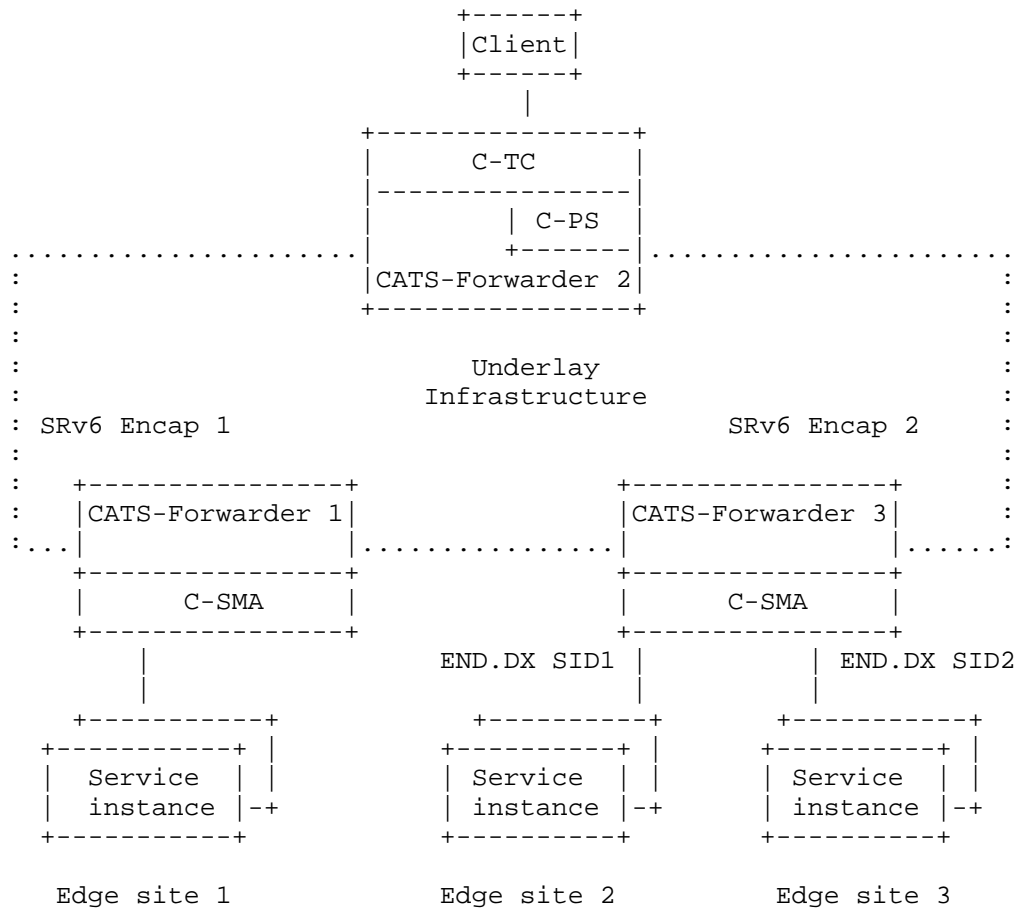 Client
C-TC
C-PS
CATS-Forwarder 2
Underlay
Infrastructure
SRv6 Encap 1 SRv6 Encap 2
CATS-Forwarder 1 CATS-Forwarder 3
C-SMA C-SMA
END.DX SID1 END.DX SID2
Service Service Service
instance instance instance
Edge site 1 Edge site 2 Edge site 3